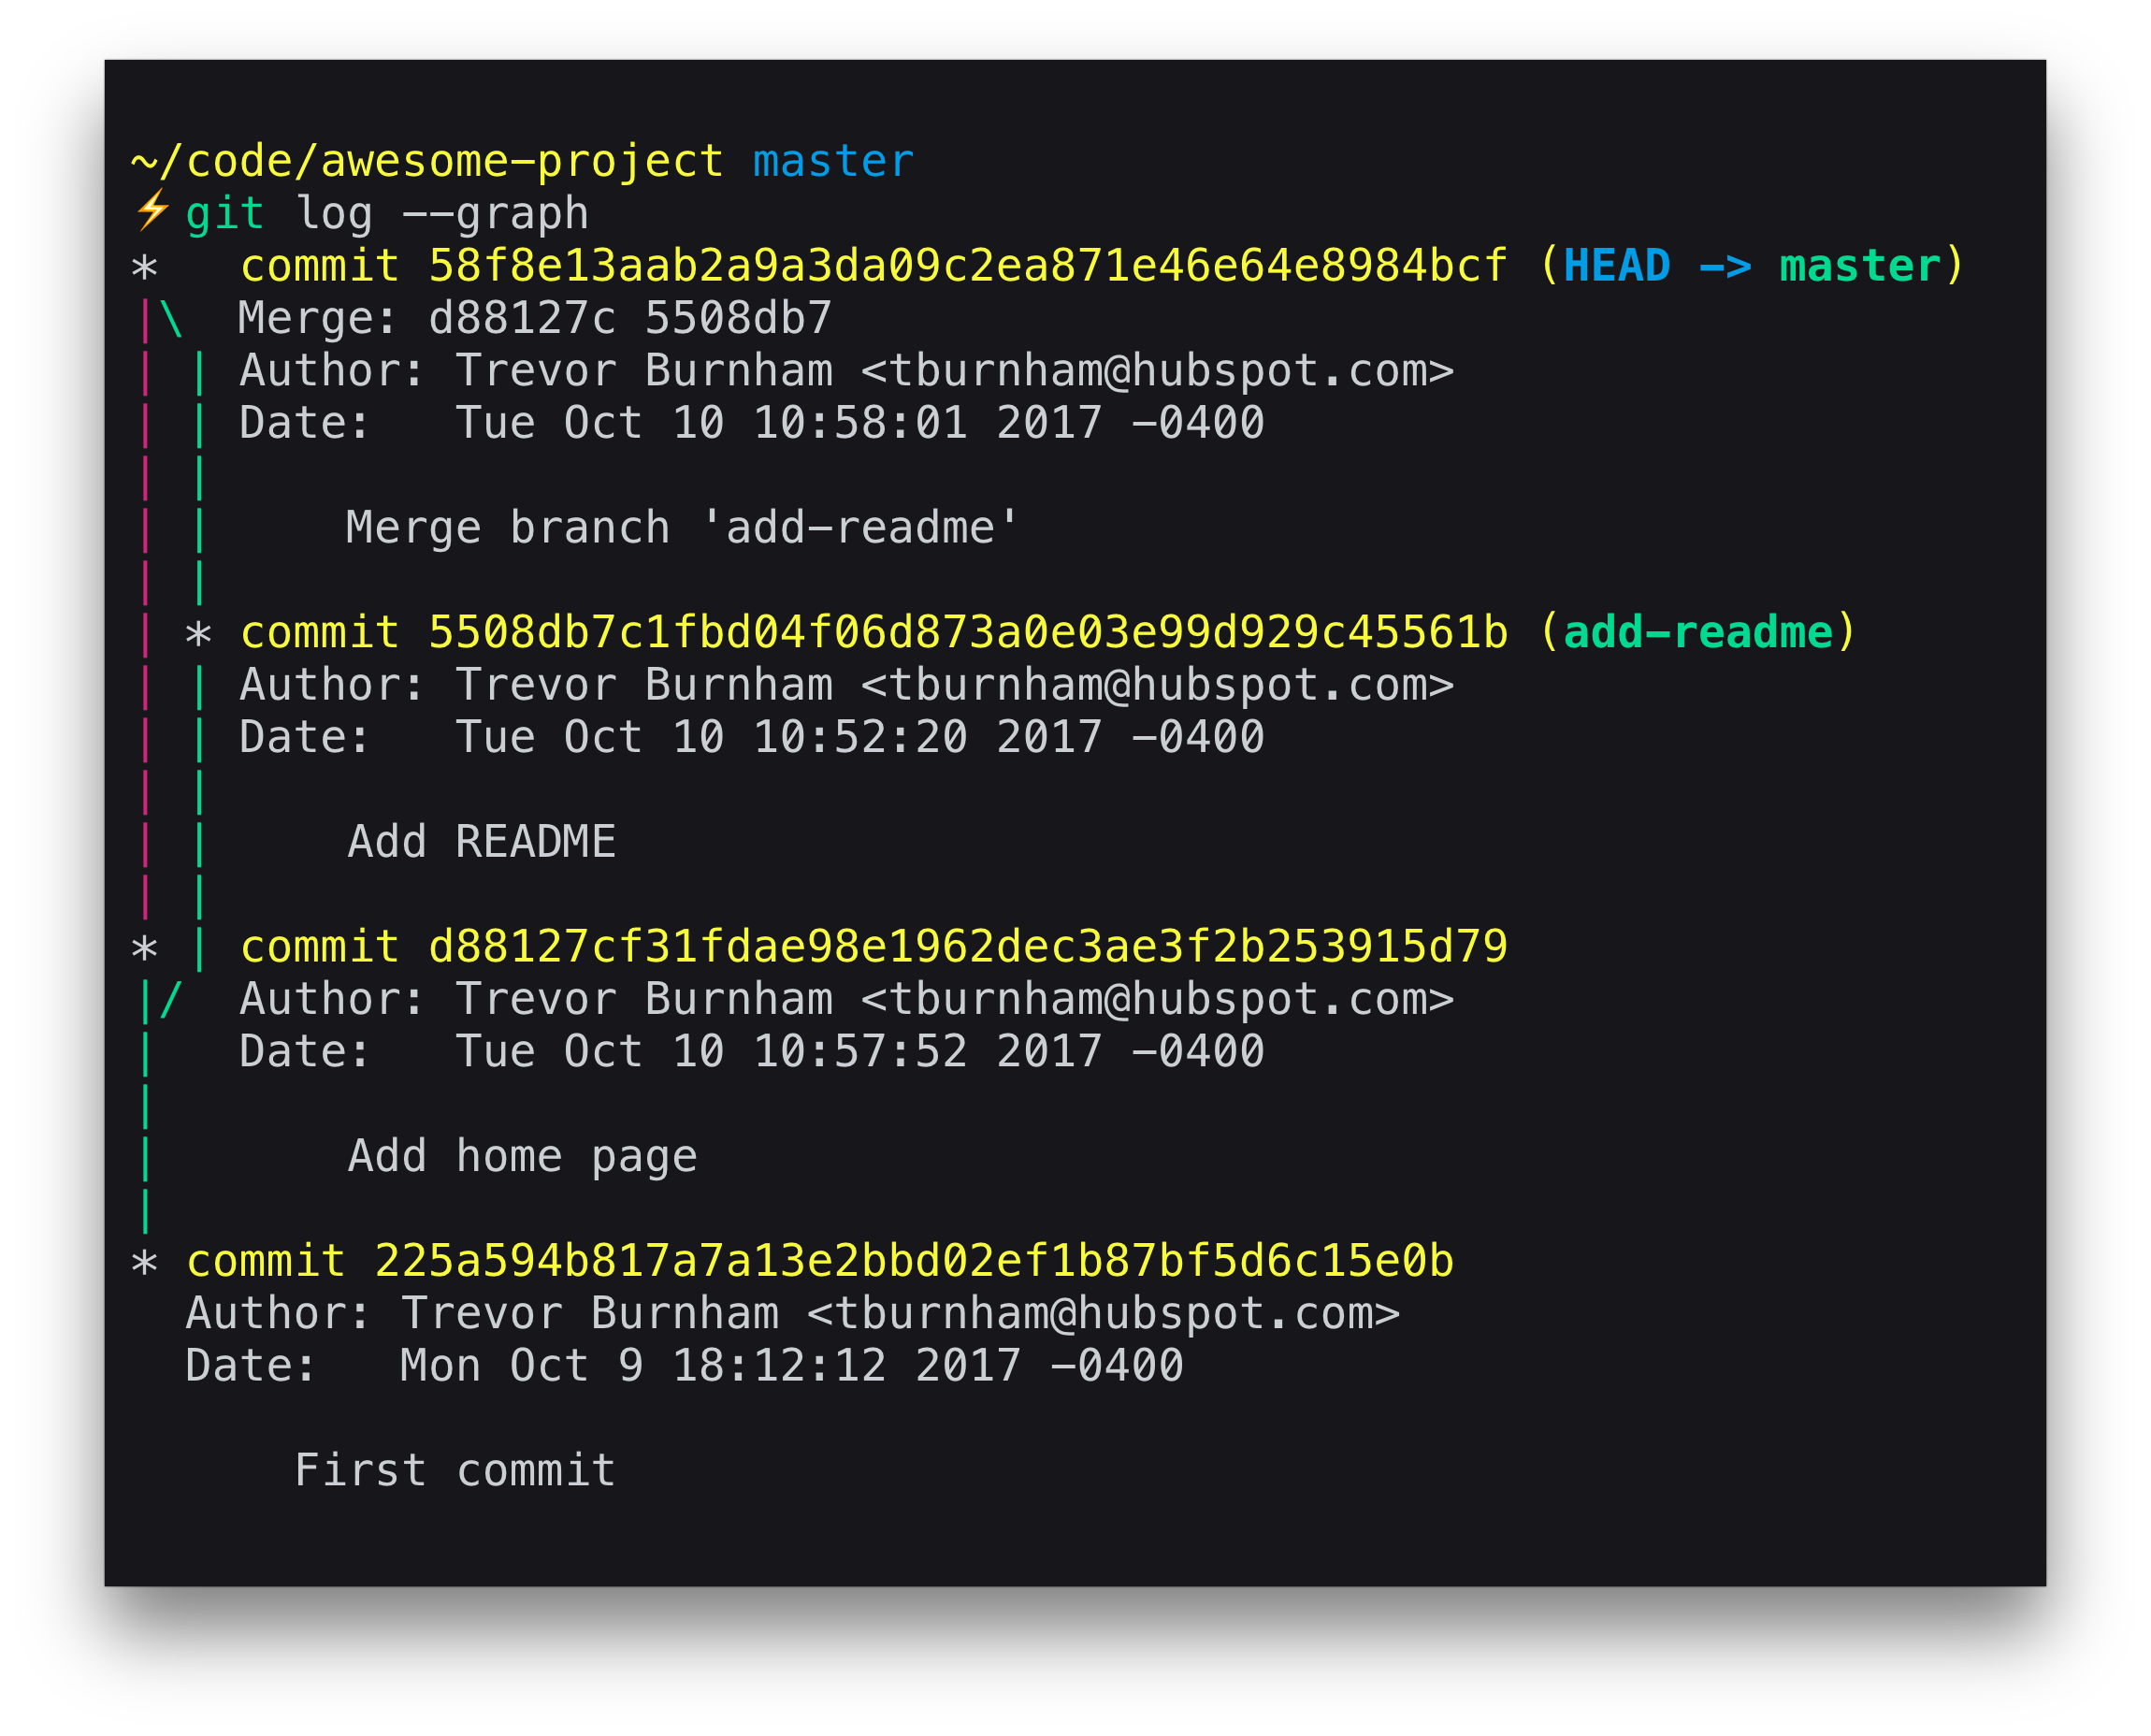 ~/code/awesome-project master
⚡ git log --graph
*   commit 58f8e13aab2a9a3da09c2ea871e46e64e8984bcf (HEAD -> master)
|\  Merge: d88127c 5508db7
| | Author: Trevor Burnham <tburnham@hubspot.com>
| | Date:   Tue Oct 10 10:58:01 2017 -0400
| |
| |     Merge branch 'add-readme'
| |
| * commit 5508db7c1fbd04f06d873a0e03e99d929c45561b (add-readme)
| | Author: Trevor Burnham <tburnham@hubspot.com>
| | Date:   Tue Oct 10 10:52:20 2017 -0400
| |
| |     Add README
| |
* | commit d88127cf31fdae98e1962dec3ae3f2b253915d79
|/  Author: Trevor Burnham <tburnham@hubspot.com>
|   Date:   Tue Oct 10 10:57:52 2017 -0400
|
|       Add home page
|
* commit 225a594b817a7a13e2bbd02ef1b87bf5d6c15e0b
  Author: Trevor Burnham <tburnham@hubspot.com>
  Date:   Mon Oct 9 18:12:12 2017 -0400

      First commit